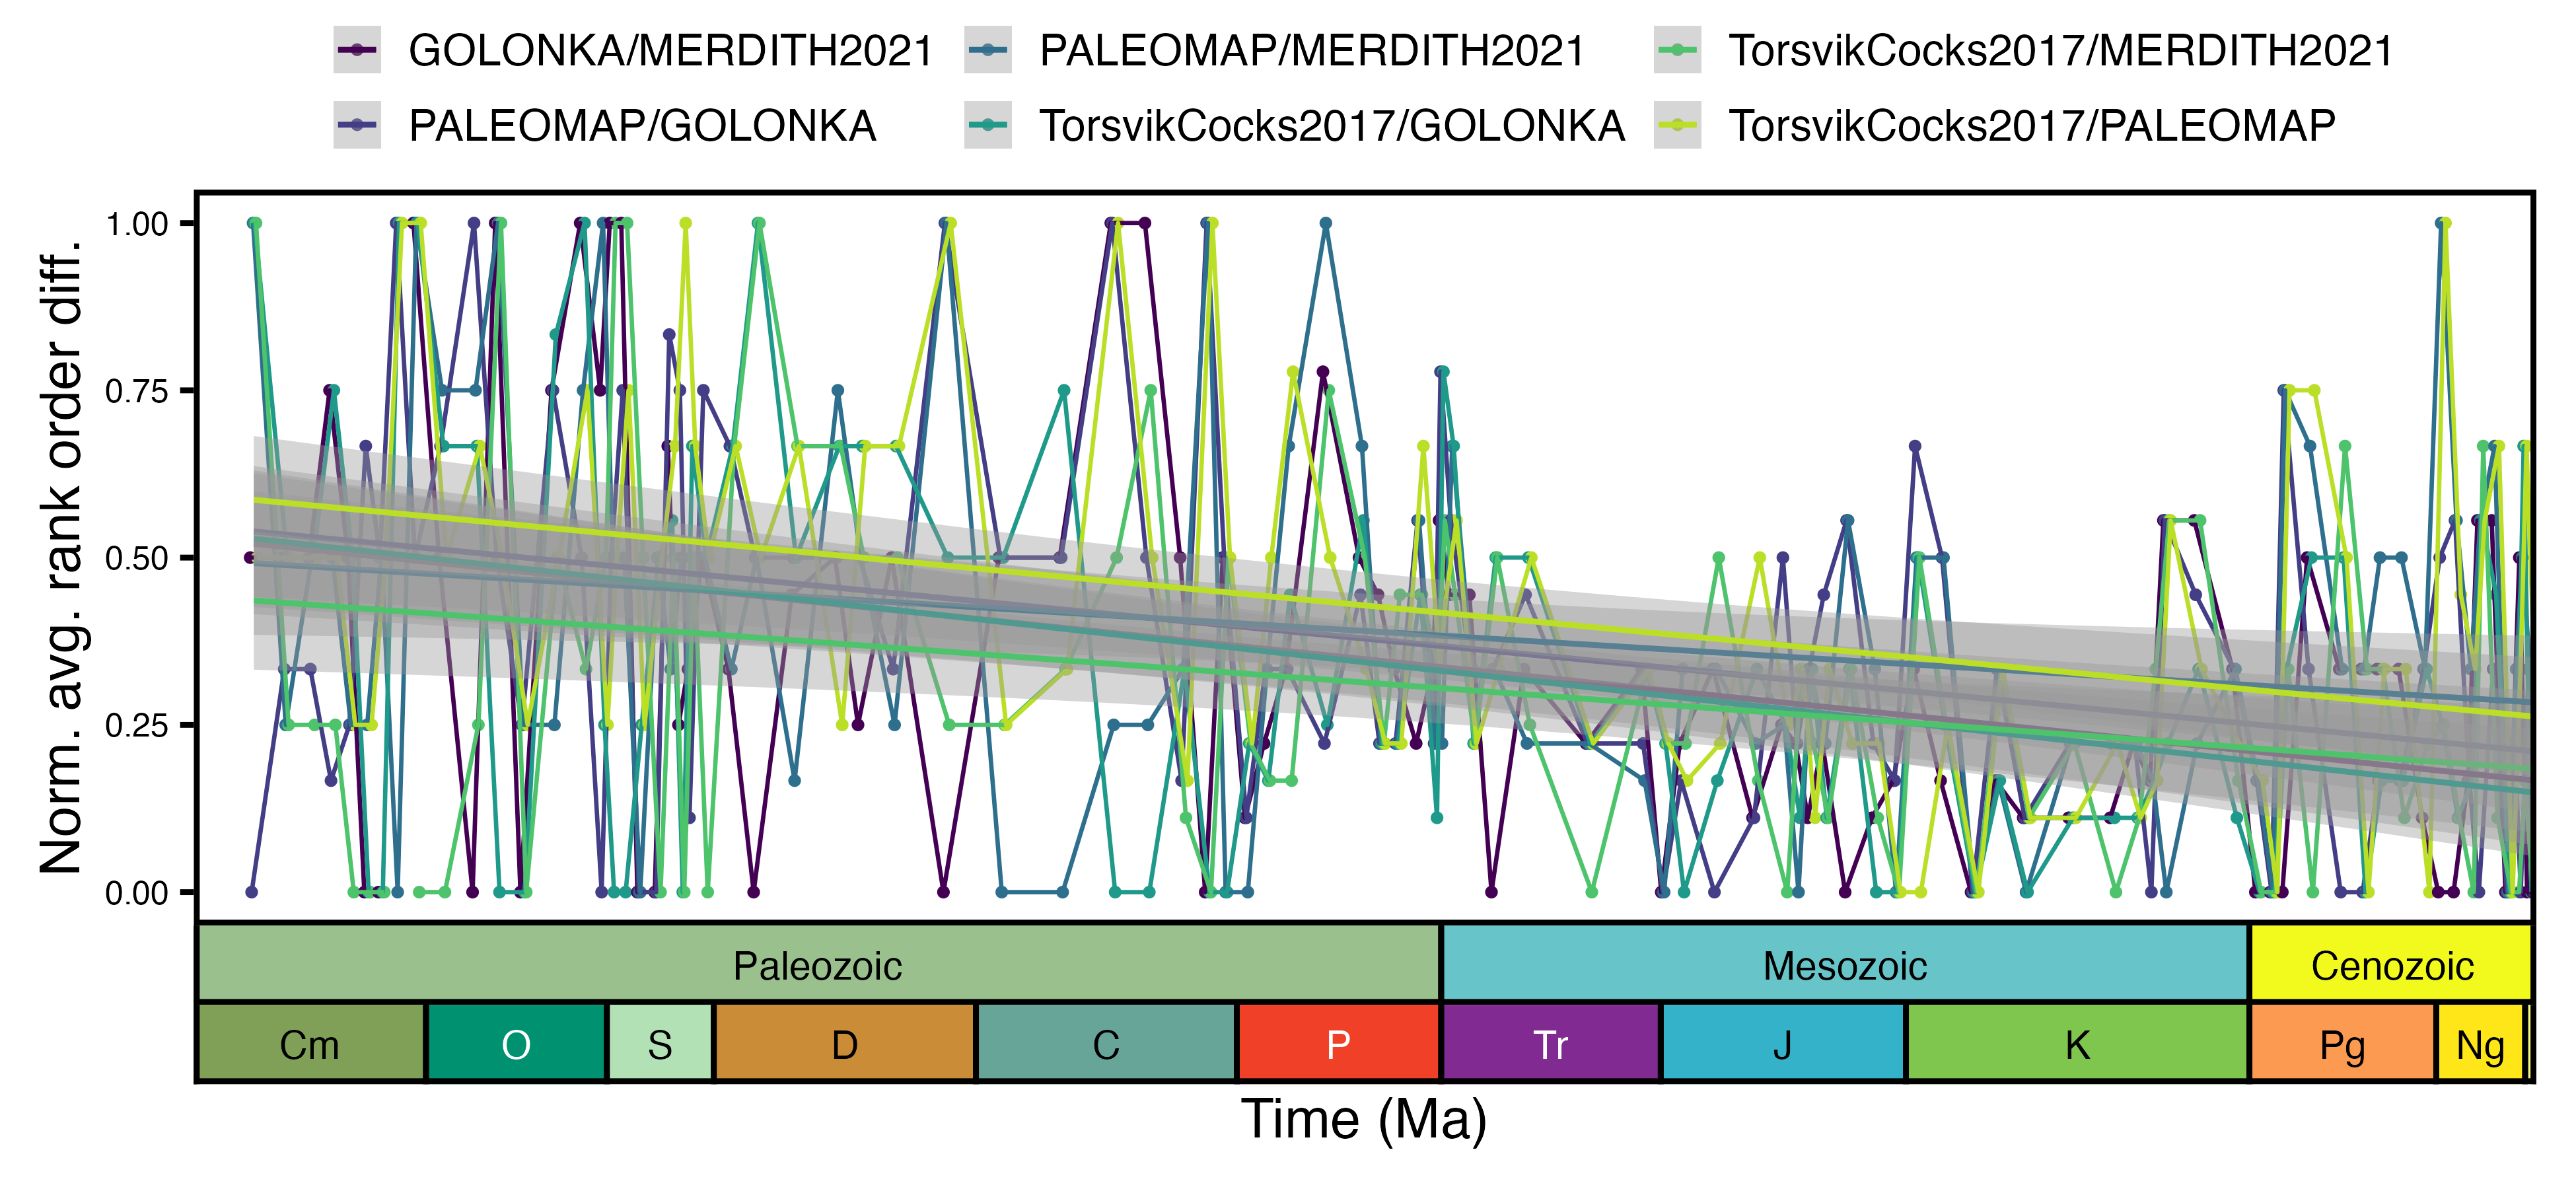 GOLONKA/MERDITH2021 PALEOMAP/MERDITH2021 TorsvikCocks2017/MERDITH2021
PALEOMAP/GOLONKA TorsvikCocks2017/GOLONKA TorsvikCocks2017/PALEOMAP
Norm. avg. rank order diff.
1.00
0.75
0.50
0.25
0.00
Paleozoic Mesozoic Cenozoic
Cm O S D C P Tr J K Pg Ng
Time (Ma)